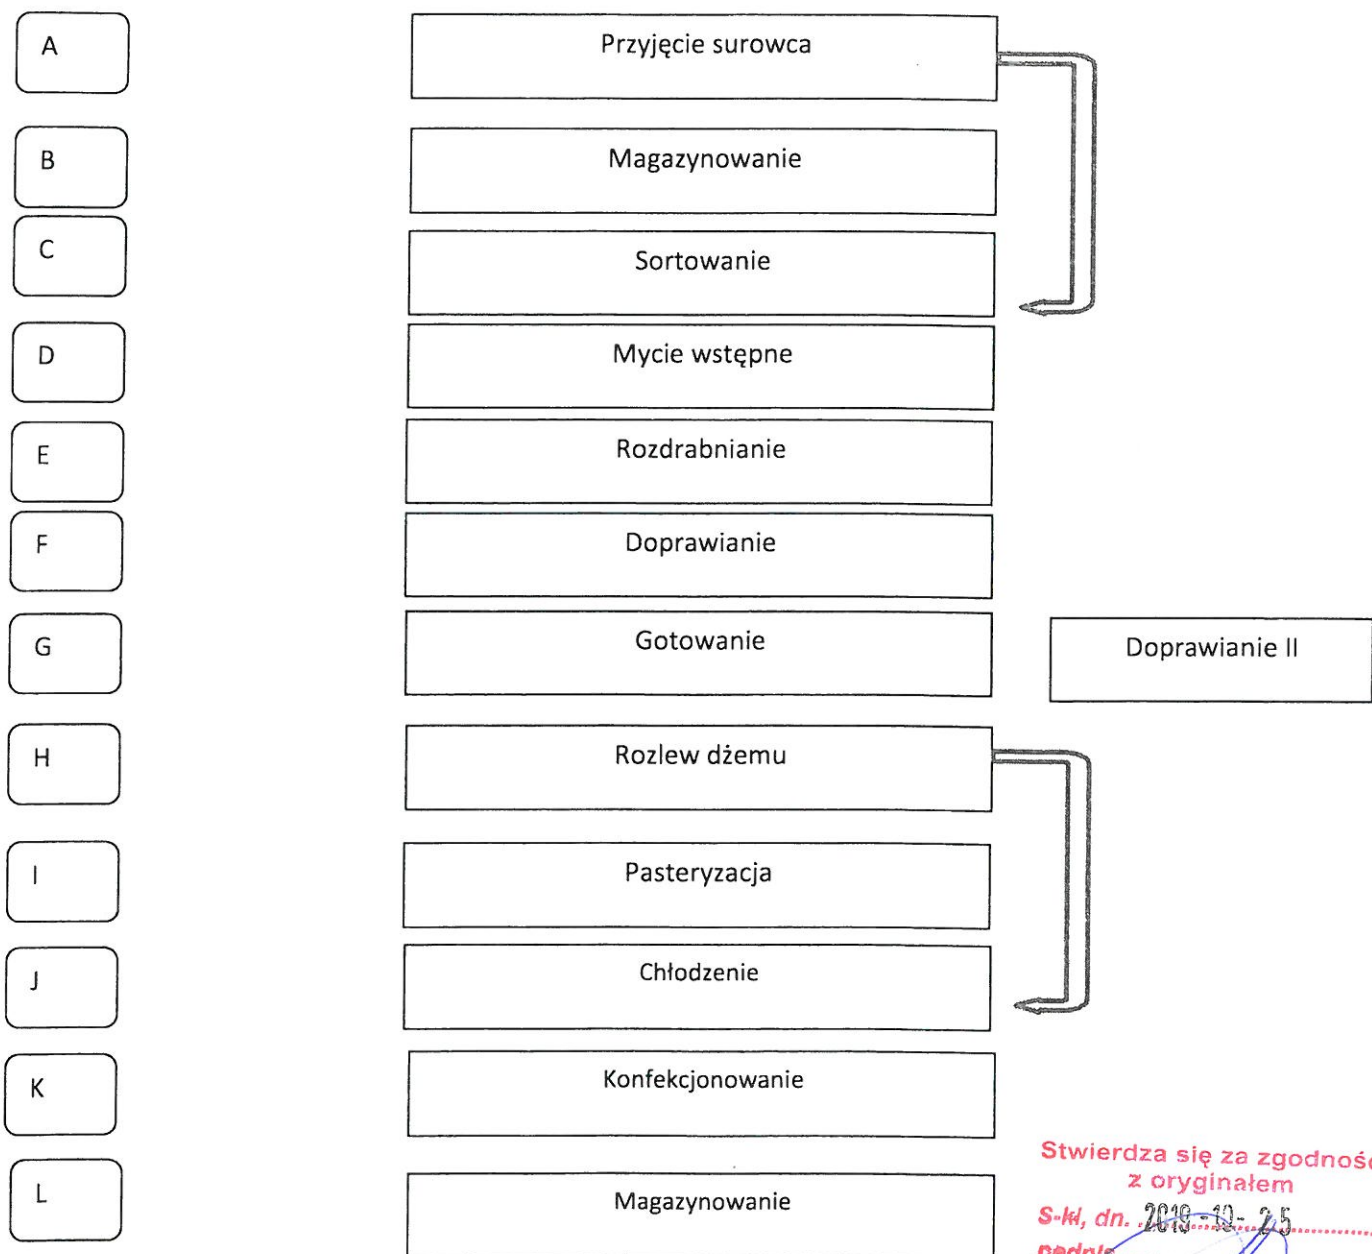 A
Przyjęcie surowca
B
Magazynowanie
C
Sortowanie
D
Mycie wstępne
E
Rozdrabnianie
F
Doprawianie
G
Gotowanie
Doprawianie II
H
Rozlew dżemu
I
Pasteryzacja
J
Chłodzenie
K
Konfekcjonowanie
L
Magazynowanie
Stwierdza się za
z oryginałem
S-ki, dn. 2019-10-25